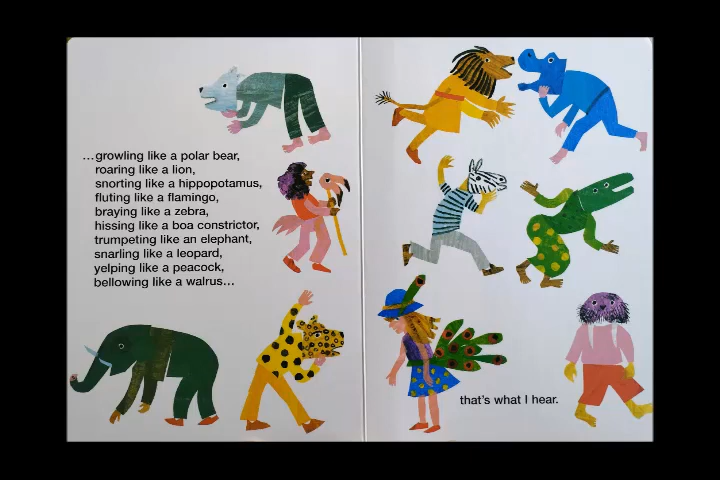 ...growling like a polar bear,
roaring like a lion,
snorting like a hippopotamus,
fluting like a flamingo,
braying like a zebra,
hissing like a boa constrictor,
trumpeting like an elephant,
snarling like a leopard,
yelping like a peacock,
bellowing like a walrus...
that's what I hear.